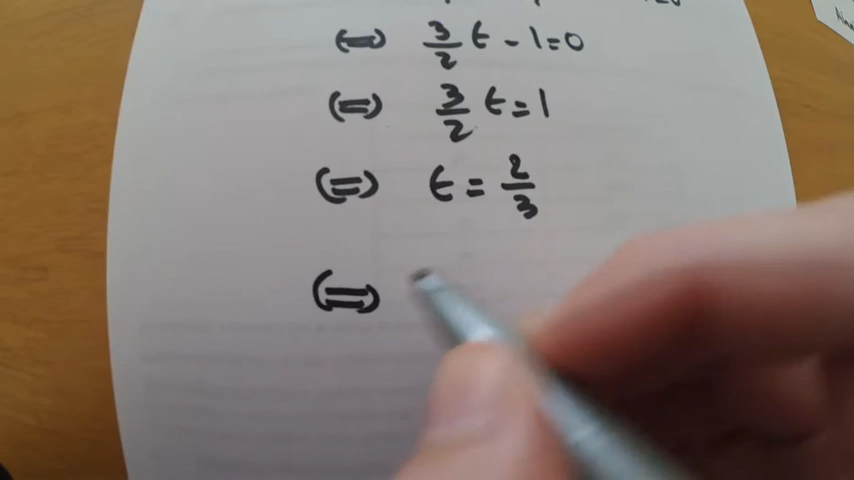 ⟺ 3/2 t - 1 = 0
⟺ 3/2 t = 1
⟺ t = 2/3
⟺